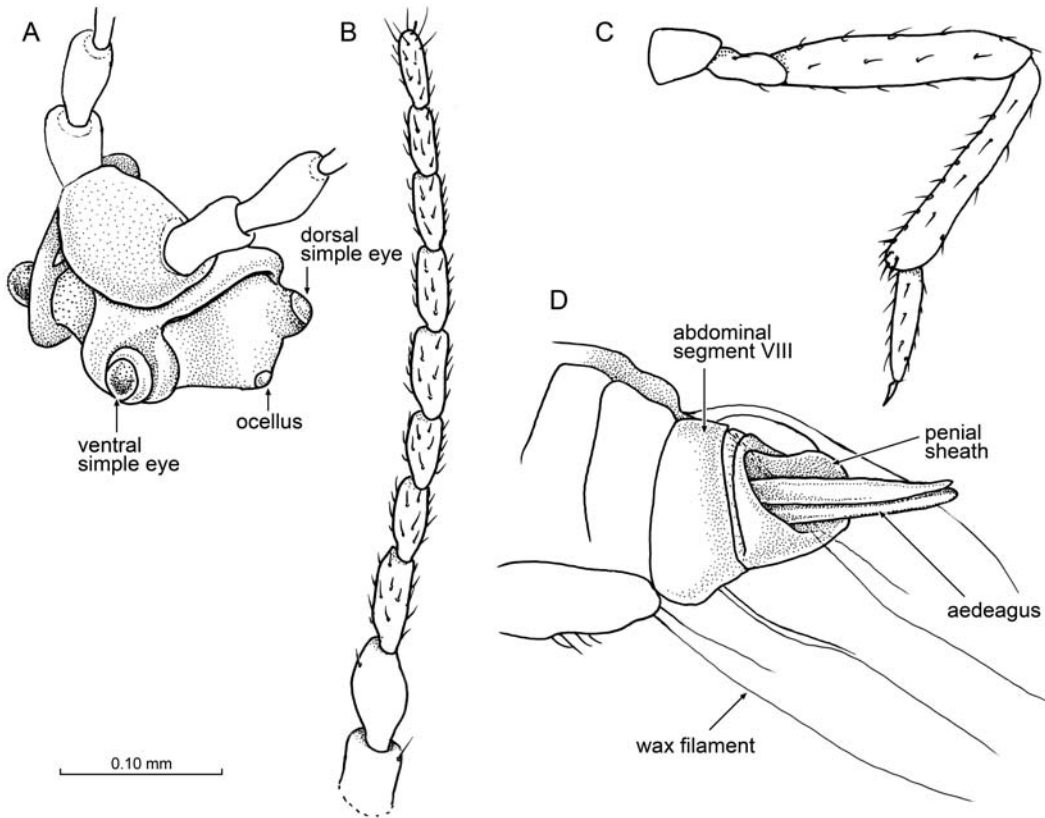 A
B
C
dorsal
simple eye
ocellus
ventral
simple eye
0.10 mm
D
abdominal
segment VIII
penial
sheath
aedeagus
wax filament